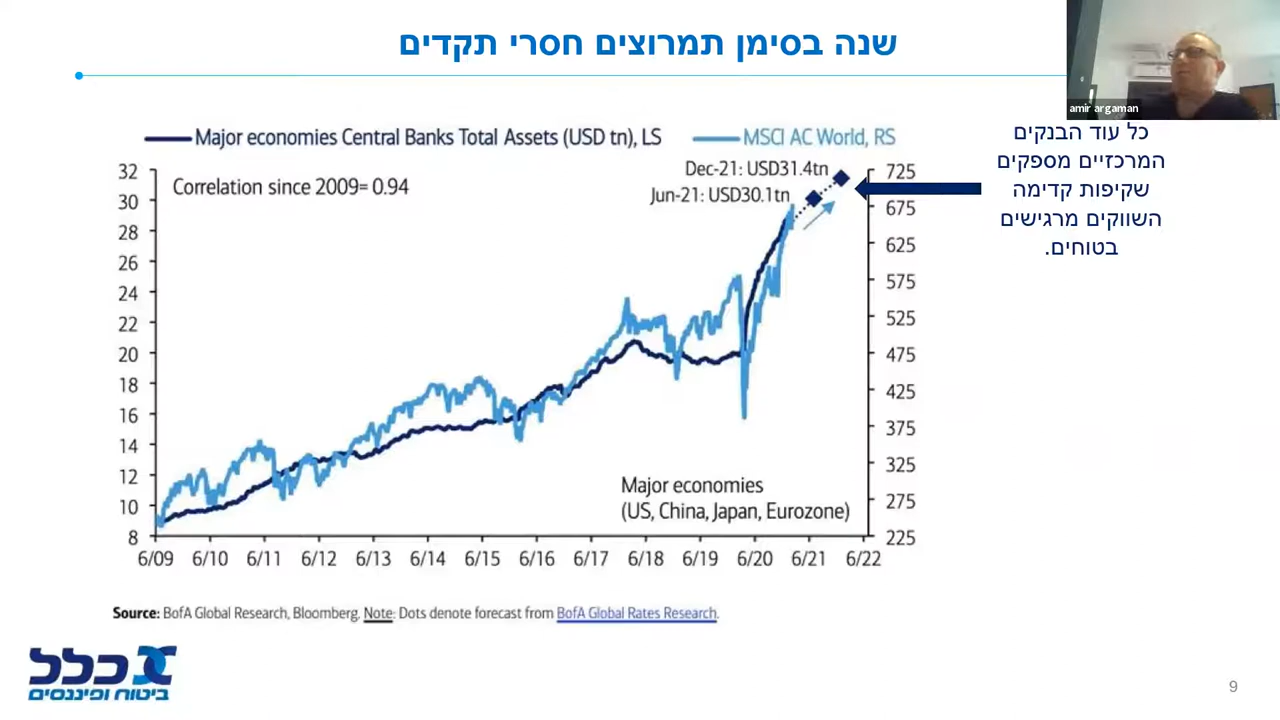 שנה בסימן תמרוצים חסרי תקדים
amir argaman
Major economies Central Banks Total Assets (USD tn), LS
MSCI AC World, RS
כל עוד הבנקים
המרכזיים מספקים
שקיפות קדימה
השווקים מרגישים
בטוחים.
Correlation since 2009= 0.94
Dec-21: USD31.4tn
Jun-21: USD30.1tn
32
30
28
26
24
22
20
18
16
14
12
10
8
725
675
625
575
525
475
425
375
325
275
225
Major economies
(US, China, Japan, Eurozone)
6/09 6/10 6/11 6/12 6/13 6/14 6/15 6/16 6/17 6/18 6/19 6/20 6/21 6/22
Source: BofA Global Research, Bloomberg. Note: Dots denote forecast from BofA Global Rates Research.
כלל
ביטוח ופיננסים
9